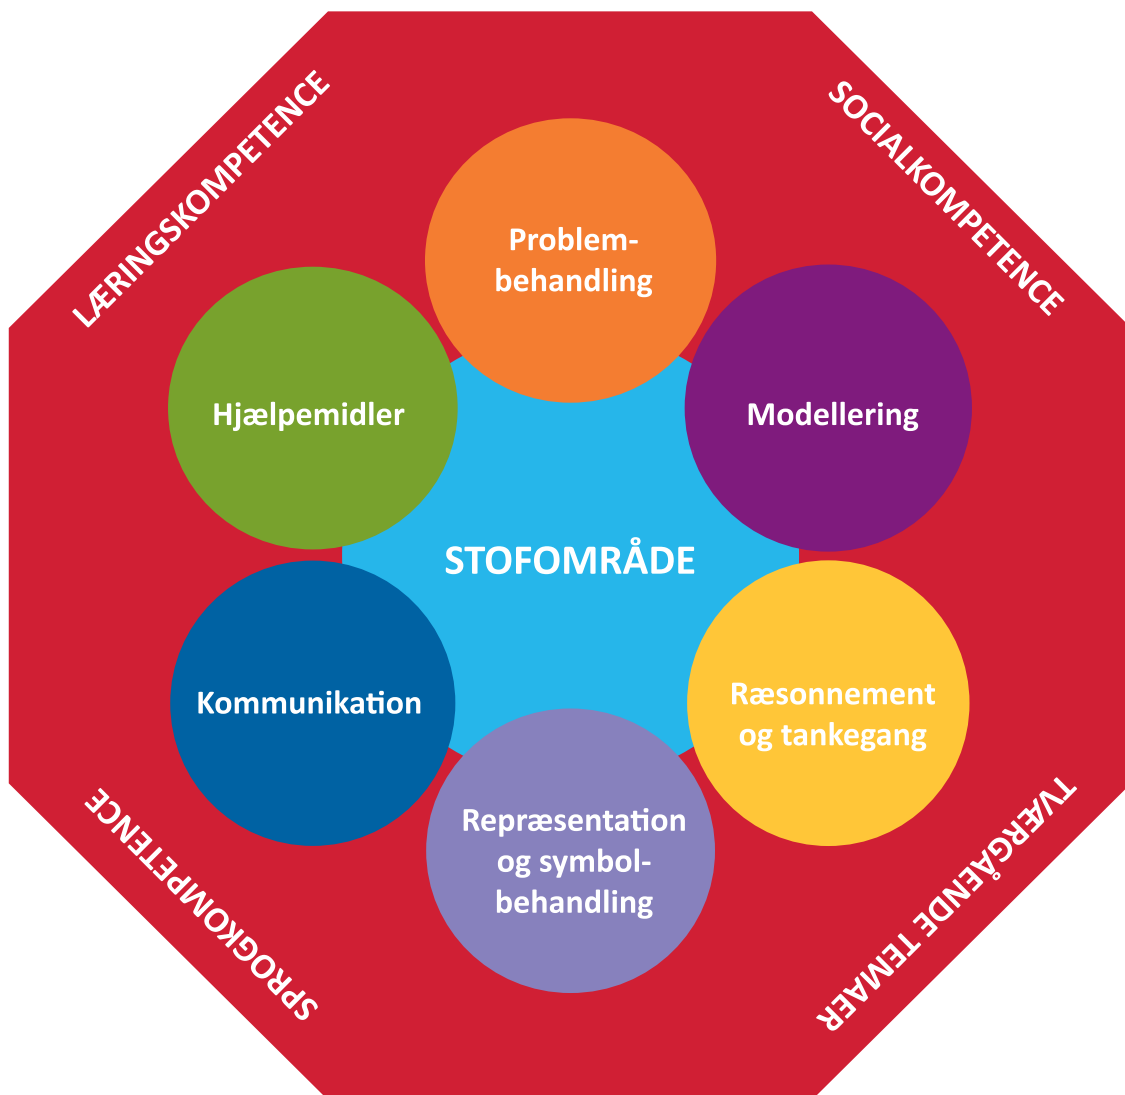 LÆRINGSKOMPETENCE
SOCIALKOMPETENCE
Problem-
behandling
Hjælpemidler
Modellering
STOFOMRÅDE
Kommunikation
Ræsonnement
og tankegang
Repræsentation
og symbol-
behandling
SPROGKOMPETENCE
TVÆRGÅENDE TEMAER